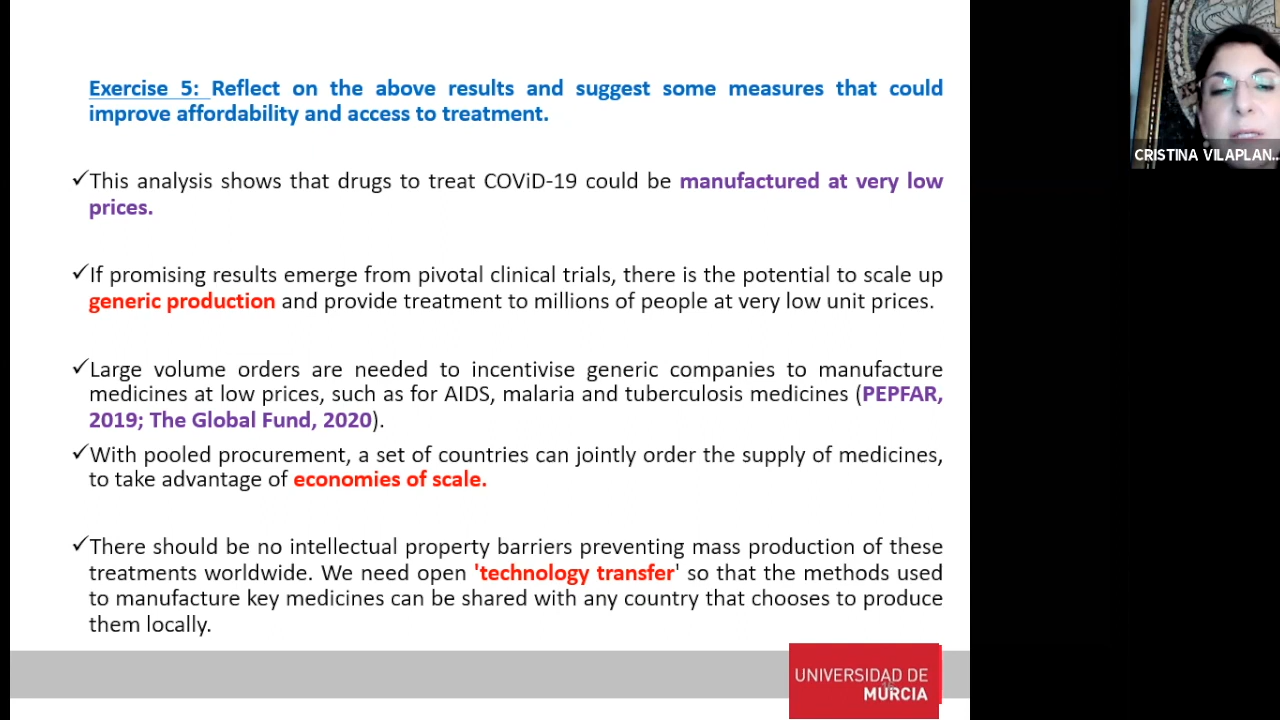 Exercise 5: Reflect on the above results and suggest some measures that could
improve affordability and access to treatment.
✓This analysis shows that drugs to treat COViD-19 could be manufactured at very low
prices.
✓If promising results emerge from pivotal clinical trials, there is the potential to scale up
generic production and provide treatment to millions of people at very low unit prices.
✓Large volume orders are needed to incentivise generic companies to manufacture
medicines at low prices, such as for AIDS, malaria and tuberculosis medicines (PEPFAR,
2019; The Global Fund, 2020).
✓With pooled procurement, a set of countries can jointly order the supply of medicines,
to take advantage of economies of scale.
✓There should be no intellectual property barriers preventing mass production of these
treatments worldwide. We need open 'technology transfer' so that the methods used
to manufacture key medicines can be shared with any country that chooses to produce
them locally.
UNIVERSIDAD DE
MURCIA
CRISTINA VILAPLAN...